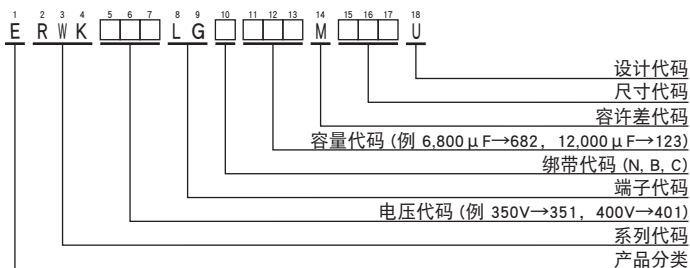 1 2 3 4 5 6 7 8 9 10 11 12 13 14 15 16 17 18
E R W K □□□ L G □ □□□ M □□□ U
设计代码
尺寸代码
容许差代码
容量代码 (例 6,800μF→682, 12,000μF→123)
绑带代码 (N, B, C)
端子代码
电压代码 (例 350V→351, 400V→401)
系列代码
产品分类